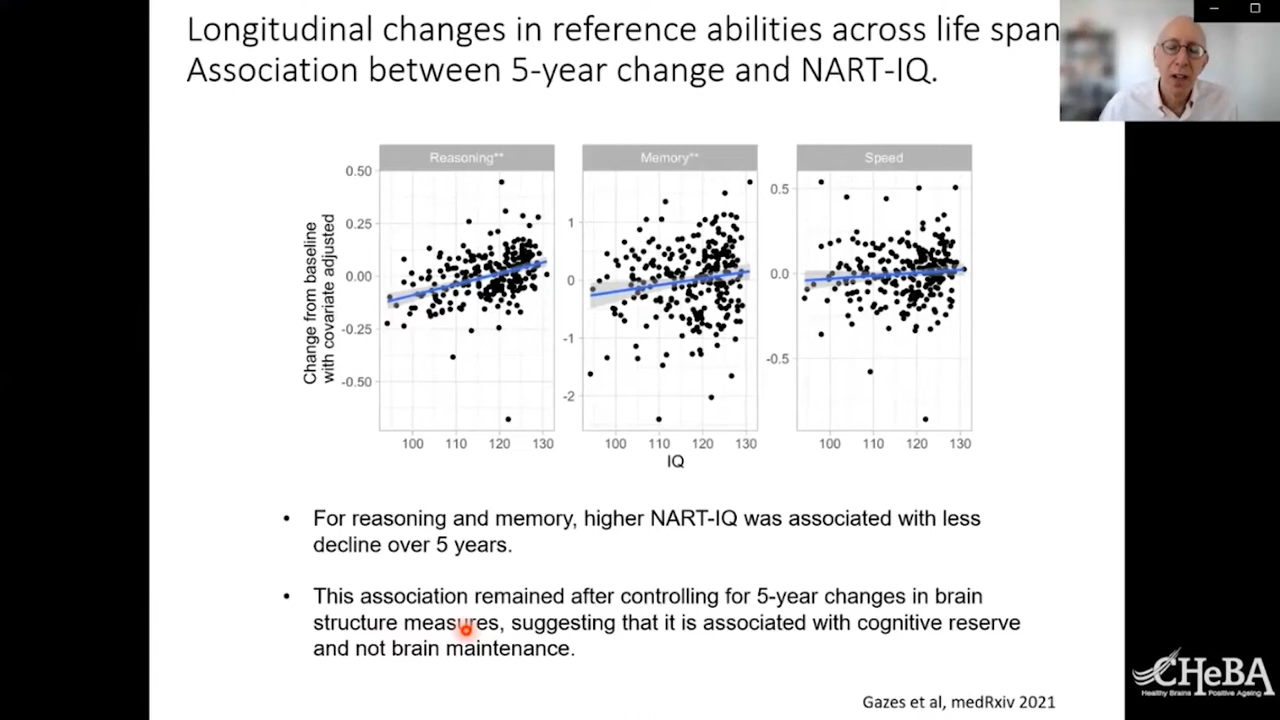 Longitudinal changes in reference abilities across life span
Association between 5-year change and NART-IQ.
Reasoning**
Memory**
Speed
Change from baseline
with covariate adjusted
0.50
0.25
0.00
-0.25
-0.50
100 110 120 130
1
0
-1
-2
100 110 120 130
0.5
0.0
-0.5
100 110 120 130
IQ
• For reasoning and memory, higher NART-IQ was associated with less
decline over 5 years.
• This association remained after controlling for 5-year changes in brain
structure measures, suggesting that it is associated with cognitive reserve
and not brain maintenance.
Gazes et al, medRxiv 2021
CHeBA
Healthy Brains Positive Ageing